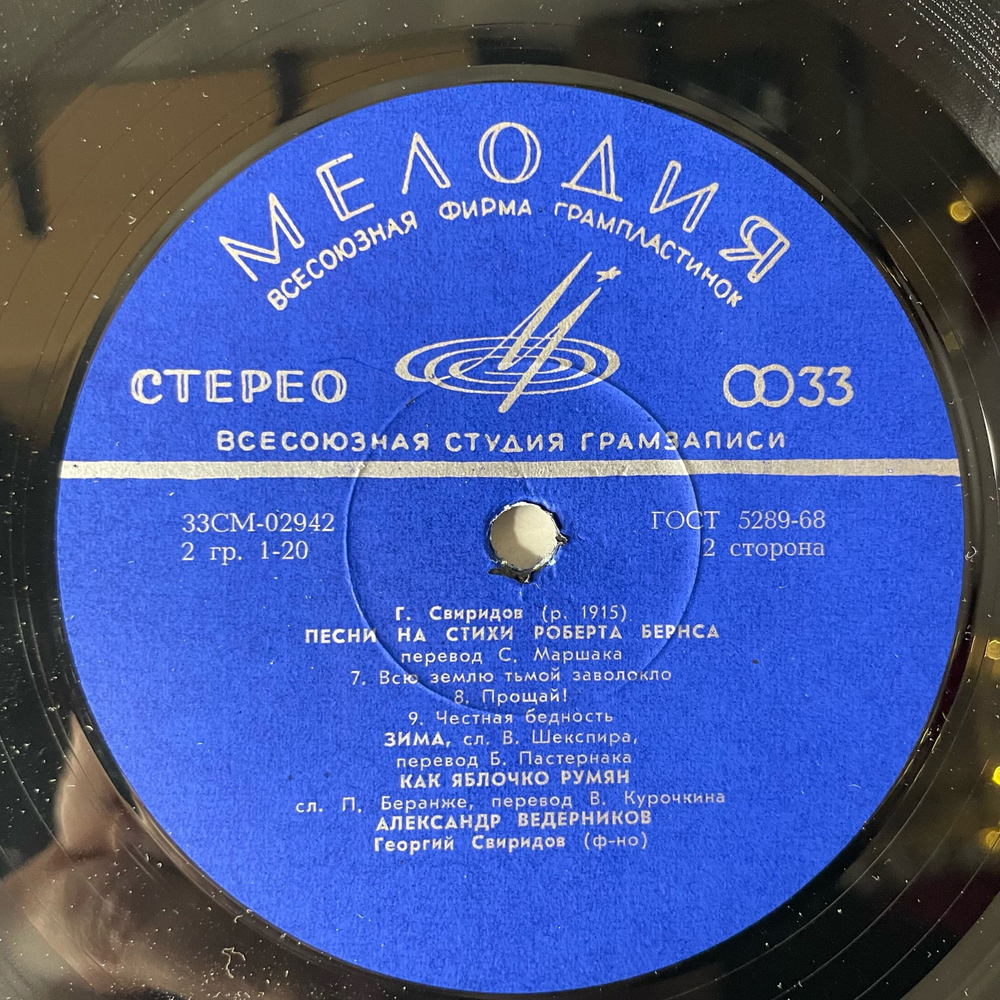 МЕЛОДИЯ
ВСЕСОЮЗНАЯ ФИРМА ГРАМПЛАСТИНОК
СТЕРЕО 33
ВСЕСОЮЗНАЯ СТУДИЯ ГРАМЗАПИСИ
33СМ-02942 ГОСТ 5289-68
2 гр. 1-20 2 сторона
Г. Свиридов (р. 1915)
ПЕСНИ НА СТИХИ РОБЕРТА БЕРНСА
перевод С. Маршака
7. Всю землю тьмой заволокло
8. Прощай!
9. Честная бедность
ЗИМА, сл. В. Шекспира,
перевод Б. Пастернака
КАК ЯБЛОЧКО РУМЯН
сл. П. Беранже, перевод В. Курочкина
АЛЕКСАНДР ВЕДЕРНИКОВ
Георгий Свиридов (ф-но)